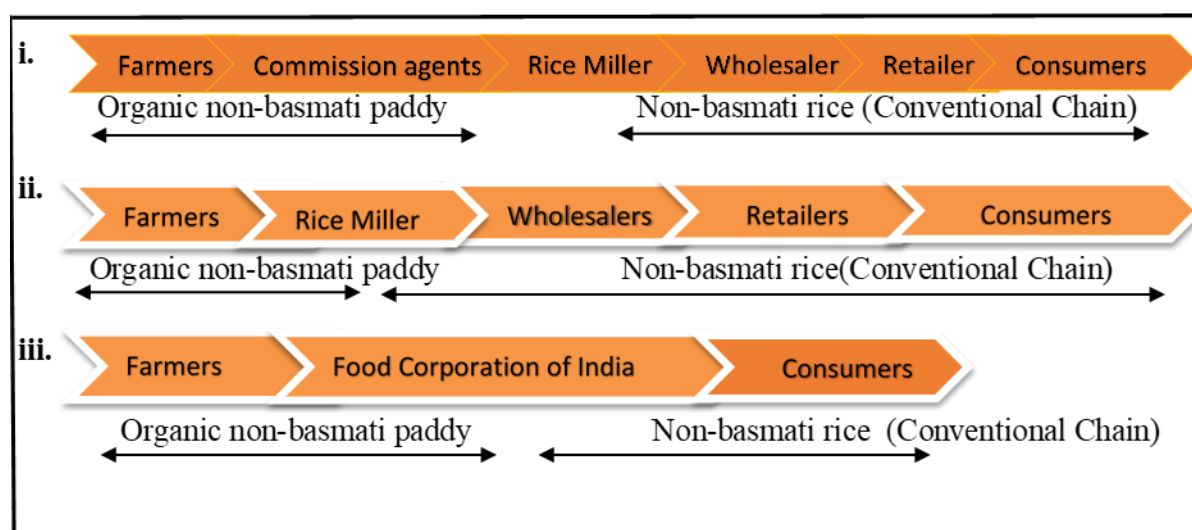 i.
Farmers Commission agents Rice Miller Wholesaler Retailer Consumers
Organic non-basmati paddy Non-basmati rice (Conventional Chain)
ii.
Farmers Rice Miller Wholesalers Retailers Consumers
Organic non-basmati paddy Non-basmati rice(Conventional Chain)
iii.
Farmers Food Corporation of India Consumers
Organic non-basmati paddy Non-basmati rice (Conventional Chain)